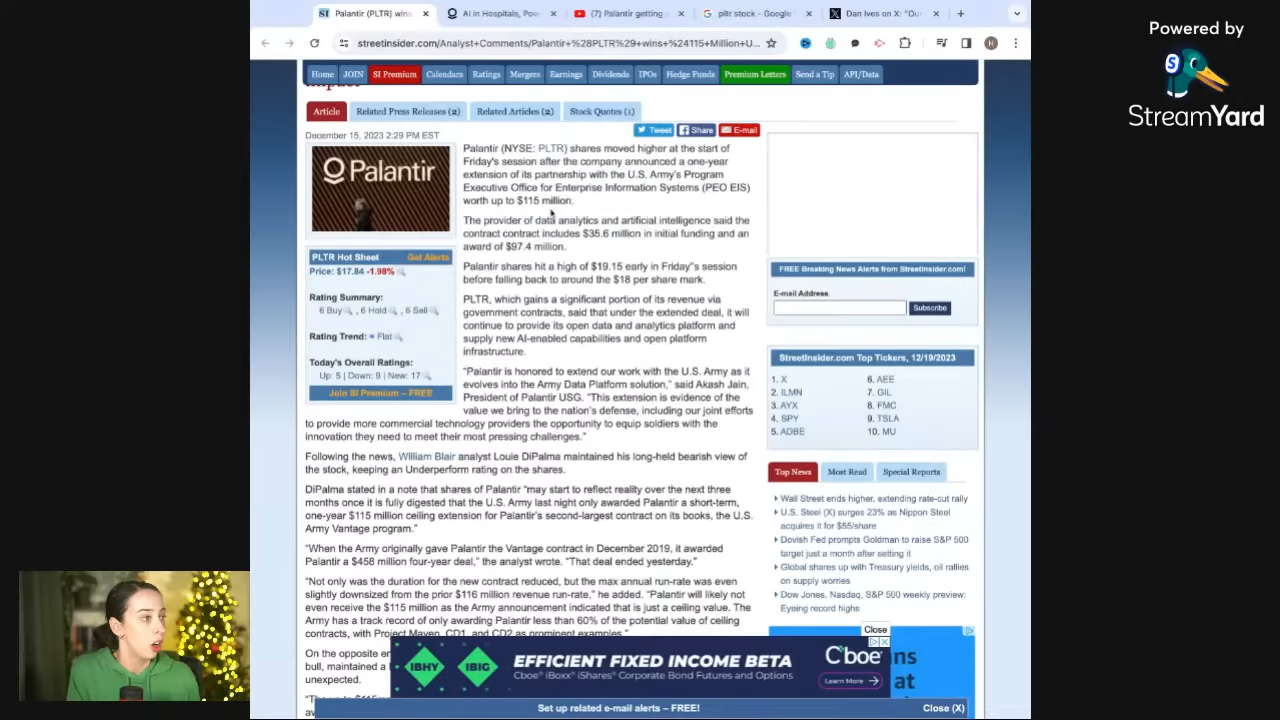 Palantir (PLTR) wins
AI in Hospitals, Pow
(7) Palantir getting
pltr stock - Google
Dan Ives on X: "Our
Powered by
StreamYard
streetinsider.com/Analyst+Comments/Palantir+%28PLTR%29+wins+%24115+Million+U...
H
Home
JOIN
SI Premium
Calendars
Ratings
Mergers
Earnings
Dividends
IPOs
Hedge Funds
Premium Letters
Send a Tip
API/Data
Article
Related Press Releases (2)
Related Articles (2)
Stock Quotes (1)
December 15, 2023 2:29 PM EST
Tweet
Share
E-mail
Palantir
PLTR Hot Sheet
Get Alerts
Price: $17.84 -1.98%
Rating Summary:
6 Buy, 6 Hold, 6 Sell
Rating Trend: = Flat
Today's Overall Ratings:
Up: 5 | Down: 9 | New: 17
Join SI Premium – FREE
Palantir (NYSE: PLTR) shares moved higher at the start of
Friday's session after the company announced a one-year
extension of its partnership with the U.S. Army's Program
Executive Office for Enterprise Information Systems (PEO EIS)
worth up to $115 million.
The provider of data analytics and artificial intelligence said the
contract contract includes $35.6 million in initial funding and an
award of $97.4 million.
Palantir shares hit a high of $19.15 early in Friday"s session
before falling back to around the $18 per share mark.
PLTR, which gains a significant portion of its revenue via
government contracts, said that under the extended deal, it will
continue to provide its open data and analytics platform and
supply new AI-enabled capabilities and open platform
infrastructure.
"Palantir is honored to extend our work with the U.S. Army as it
evolves into the Army Data Platform solution," said Akash Jain,
President of Palantir USG. "This extension is evidence of the
value we bring to the nation's defense, including our joint efforts
to provide more commercial technology providers the opportunity to equip soldiers with the
innovation they need to meet their most pressing challenges."
Following the news, William Blair analyst Louie DiPalma maintained his long-held bearish view of
the stock, keeping an Underperform rating on the shares.
DiPalma stated in a note that shares of Palantir "may start to reflect reality over the next three
months once it is fully digested that the U.S. Army last night only awarded Palantir a short-term,
one-year $115 million ceiling extension for Palantir's second-largest contract on its books, the U.S.
Army Vantage program."
"When the Army originally gave Palantir the Vantage contract in December 2019, it awarded
Palantir a $458 million four-year deal," the analyst wrote. "That deal ended yesterday."
"Not only was the duration for the new contract reduced, but the max annual run-rate was even
slightly downsized from the prior $116 million revenue run-rate," he added. "Palantir will likely not
even receive the $115 million as the Army announcement indicated that is just a ceiling value. The
Army has a track record of only awarding Palantir less than 60% of the potential value of ceiling
contracts, with Project Maven, CD1, and CD2 as prominent examples."
On the opposite en
bull, maintained a
unexpected.
FREE Breaking News Alerts from StreetInsider.com!
E-mail Address
Subscribe
StreetInsider.com Top Tickers, 12/19/2023
1. X
2. ILMN
3. AYX
4. SPY
5. ADBE
6. AEE
7. GIL
8. FMC
9. TSLA
10. MU
Top News
Most Read
Special Reports
Wall Street ends higher, extending rate-cut rally
U.S. Steel (X) surges 23% as Nippon Steel
acquires it for $55/share
Dovish Fed prompts Goldman to raise S&P 500
target just a month after setting it
Global shares up with Treasury yields, oil rallies
on supply worries
Dow Jones, Nasdaq, S&P 500 weekly preview:
Eyeing record highs
Close
IBHY
IBIG
EFFICIENT FIXED INCOME BETA
Cboe® iBoxx® iShares® Corporate Bond Futures and Options
Cboe
Learn More
ns
at
Set up related e-mail alerts – FREE!
Close (X)